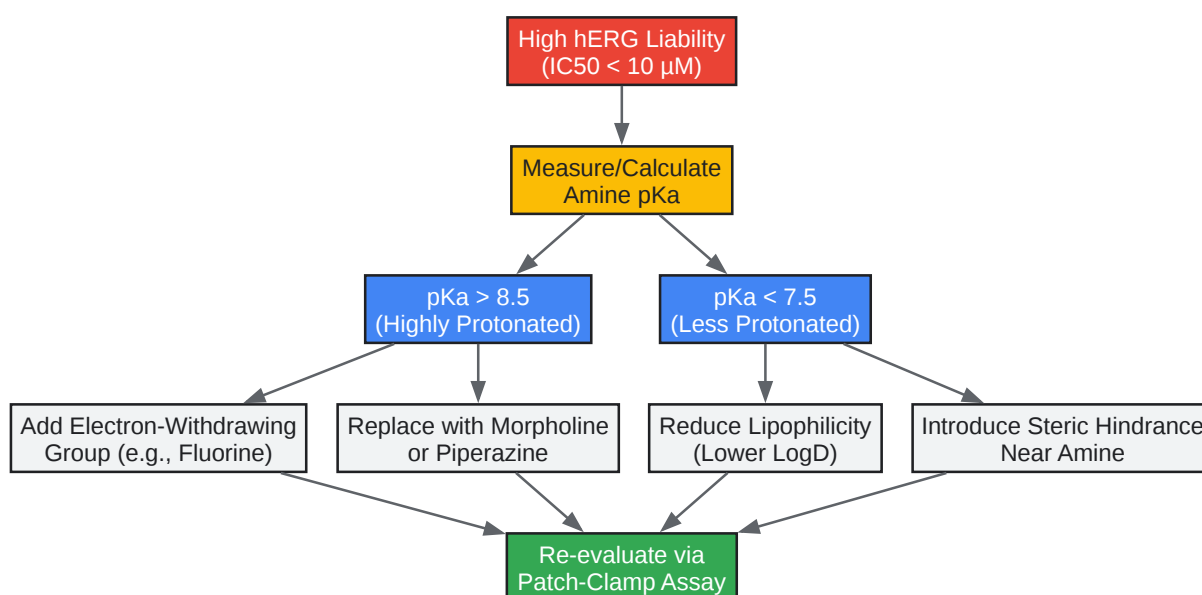 High hERG Liability
(IC50 < 10 µM)
Measure/Calculate
Amine pKa
pKa > 8.5
(Highly Protonated)
pKa < 7.5
(Less Protonated)
Add Electron-Withdrawing
Group (e.g., Fluorine)
Replace with Morpholine
or Piperazine
Reduce Lipophilicity
(Lower LogD)
Introduce Steric Hindrance
Near Amine
Re-evaluate via
Patch-Clamp Assay